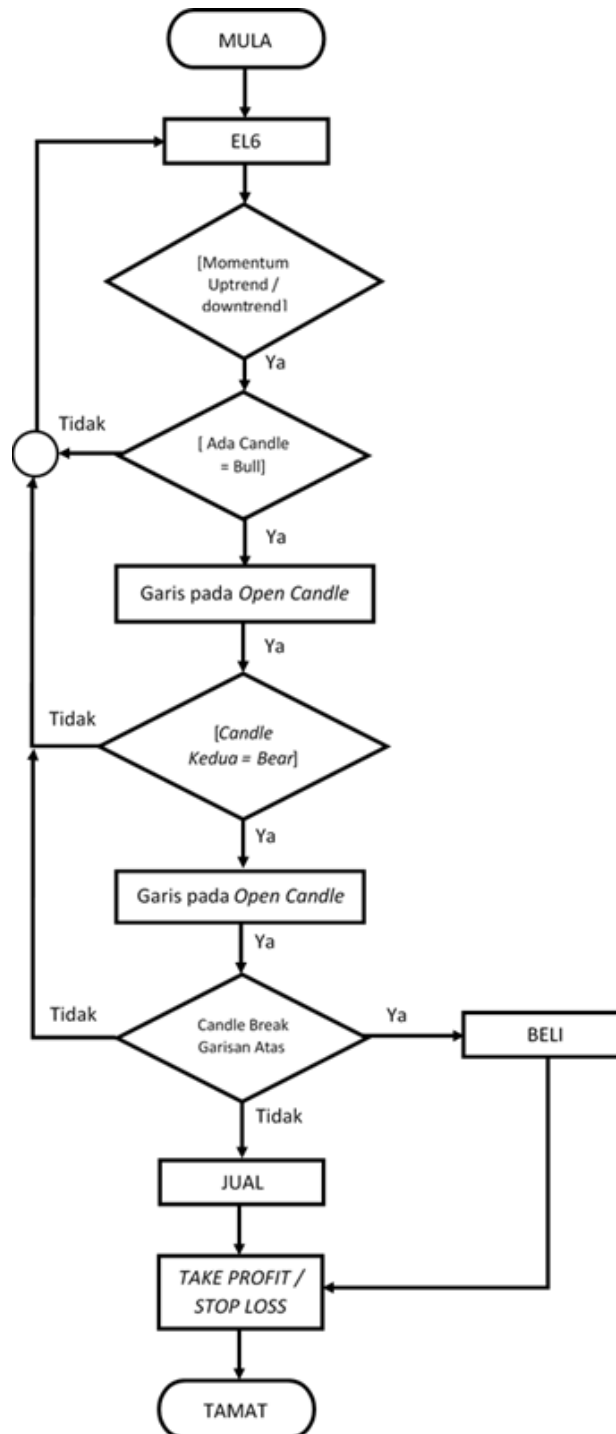 MULA
EL6
[Momentum
Uptrend /
downtrend]
Ya
Tidak
[ Ada Candle
= Bull]
Ya
Garis pada Open Candle
Ya
Tidak
[Candle
Kedua = Bear]
Ya
Garis pada Open Candle
Ya
Tidak
Candle Break
Garisan Atas
Ya
BELI
Tidak
JUAL
TAKE PROFIT /
STOP LOSS
TAMAT